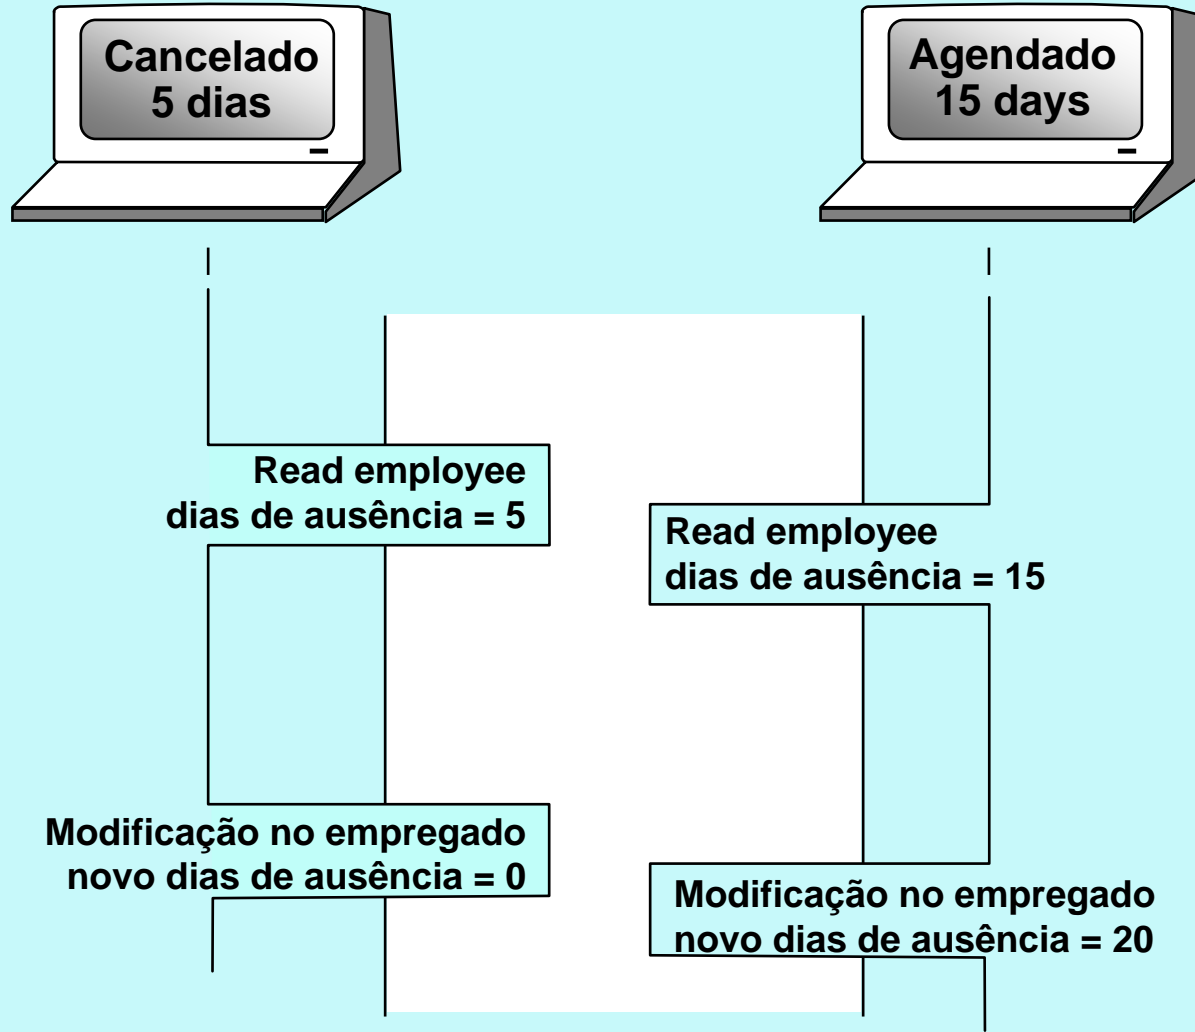 Cancelado
5 dias
Agendado
15 days
Read employee
dias de ausência = 5
Read employee
dias de ausência = 15
Modificação no empregado
novo dias de ausência = 0
Modificação no empregado
novo dias de ausência = 20